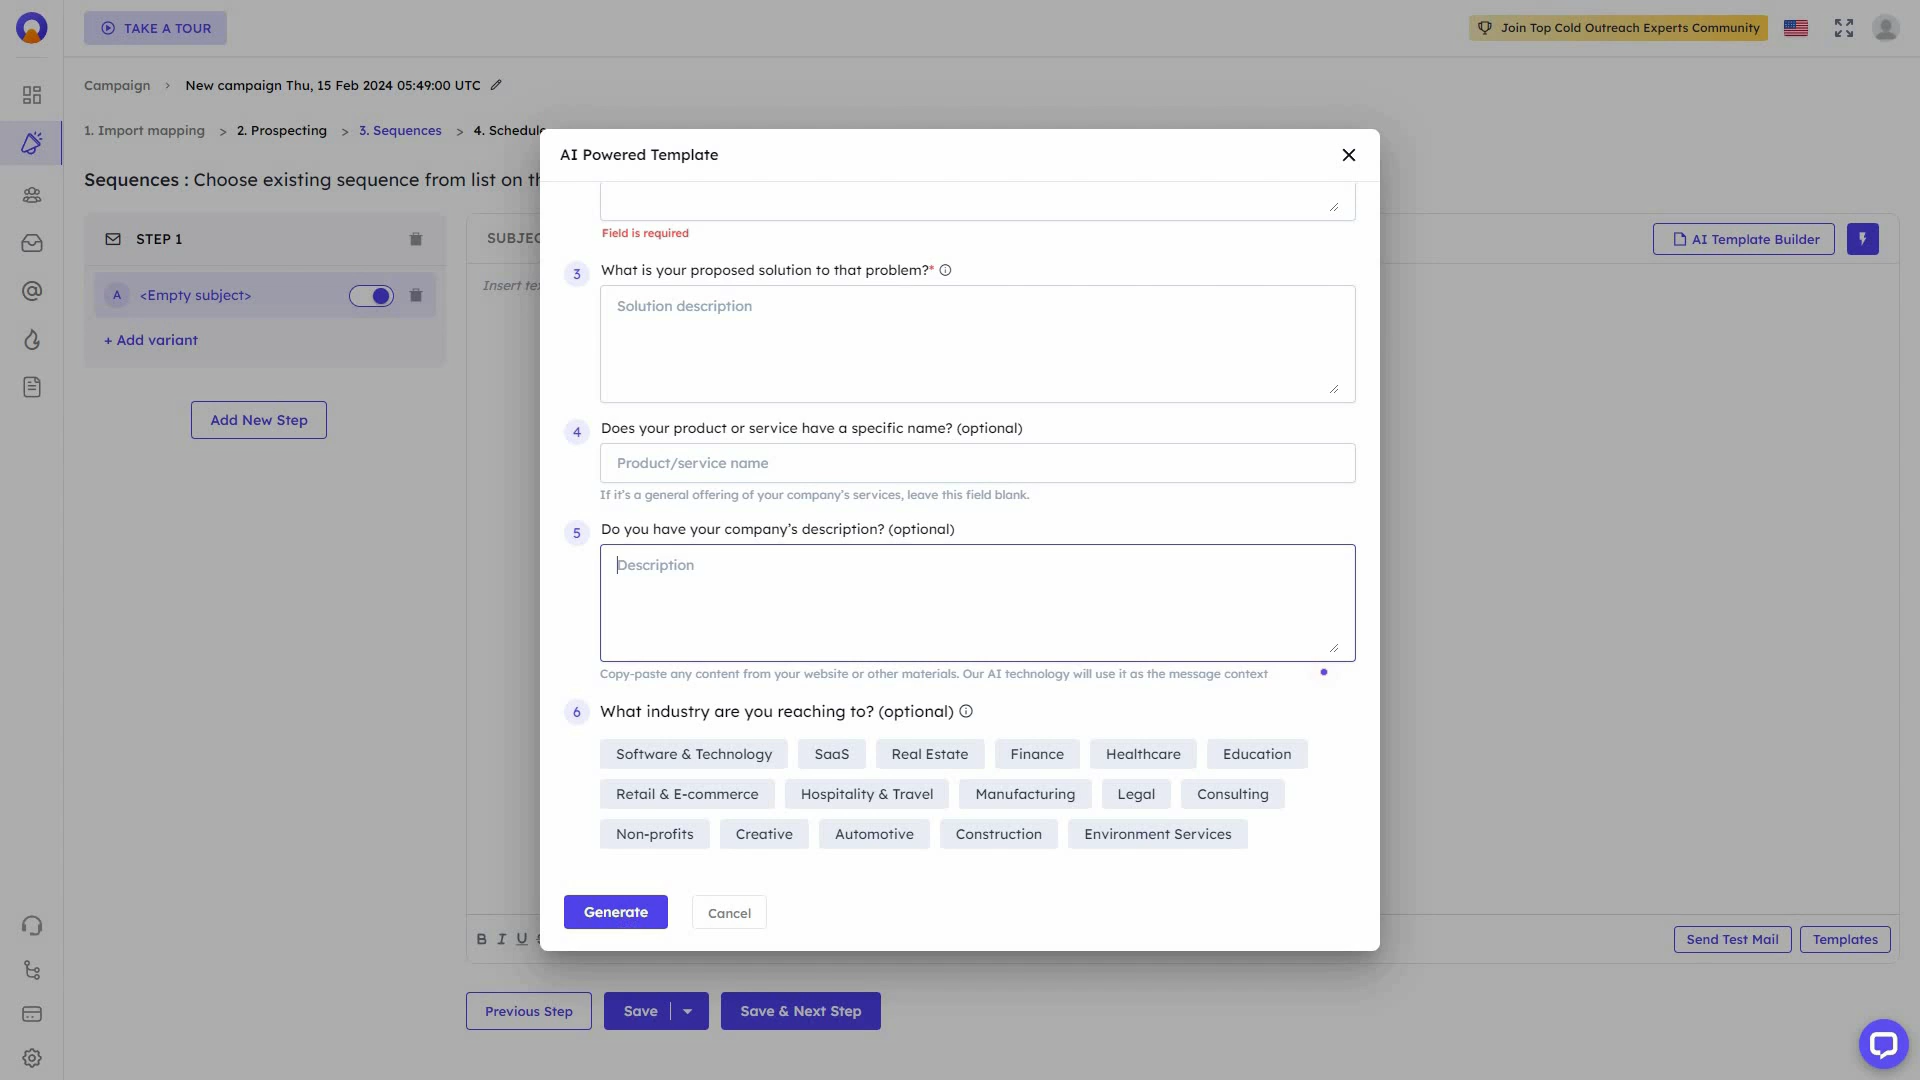 TAKE A TOUR
Join Top Cold Outreach Experts Community
Campaign > New campaign Thu, 15 Feb 2024 05:49:00 UTC
1. Import mapping > 2. Prospecting > 3. Sequences > 4. Schedule
Sequences : Choose existing sequence from list on th
STEP 1
A <Empty subject>
+ Add variant
Add New Step
SUBJEC
AI Template Builder
Insert te
AI Powered Template
Field is required
3 What is your proposed solution to that problem?*
Solution description
4 Does your product or service have a specific name? (optional)
Product/service name
If it's a general offering of your company's services, leave this field blank.
5 Do you have your company's description? (optional)
Description
Copy-paste any content from your website or other materials. Our AI technology will use it as the message context
6 What industry are you reaching to? (optional)
Software & Technology SaaS Real Estate Finance Healthcare Education
Retail & E-commerce Hospitality & Travel Manufacturing Legal Consulting
Non-profits Creative Automotive Construction Environment Services
Generate Cancel
B I U
Send Test Mail Templates
Previous Step Save Save & Next Step